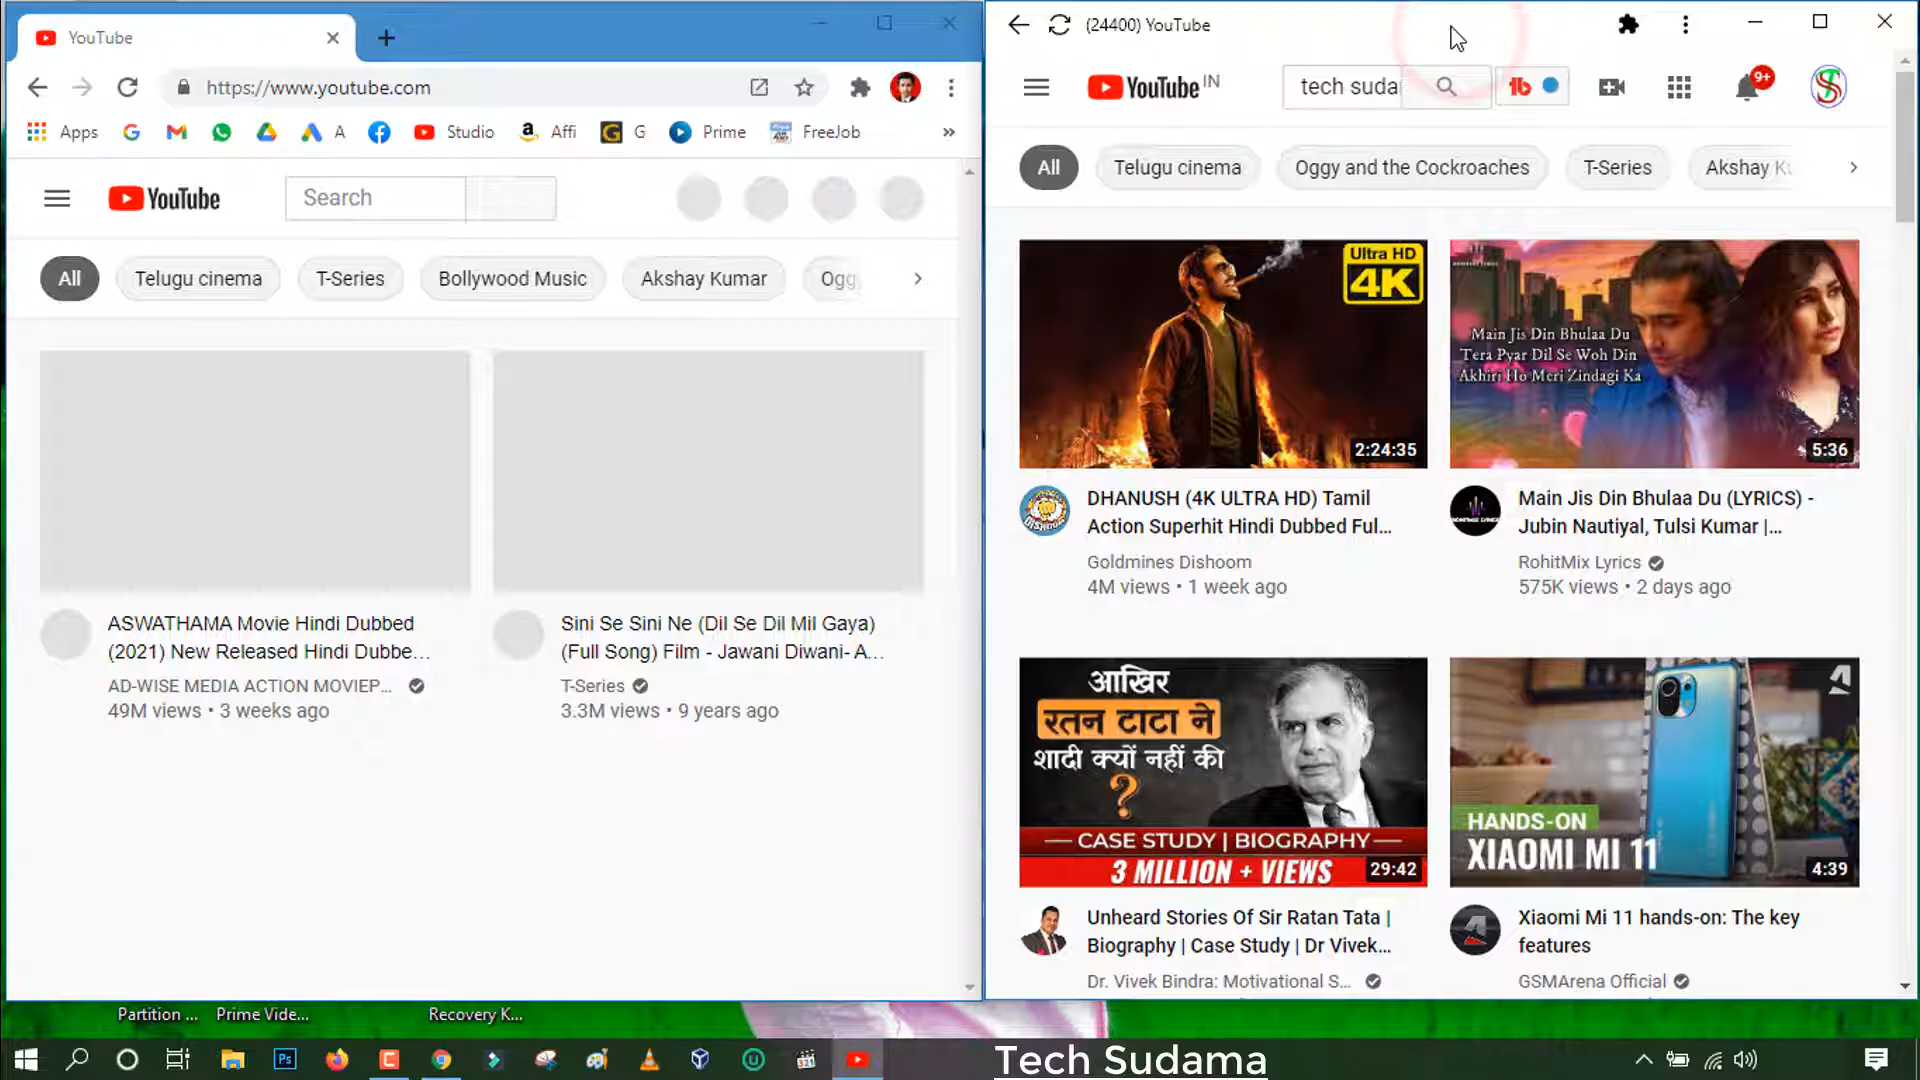 YouTube
https://www.youtube.com
Apps
A
Studio
Affi
G
Prime
FreeJob
»
YouTube
Search
All
Telugu cinema
T-Series
Bollywood Music
Akshay Kumar
Ogg
ASWATHAMA Movie Hindi Dubbed
(2021) New Released Hindi Dubbe…
AD-WISE MEDIA ACTION MOVIEP...
49M views • 3 weeks ago
Sini Se Sini Ne (Dil Se Dil Mil Gaya)
(Full Song) Film - Jawani Diwani- A...
T-Series
3.3M views • 9 years ago
(24400) YouTube
YouTube IN
tech suda
9+
All
Telugu cinema
Oggy and the Cockroaches
T-Series
Akshay Ku
Ultra HD
4K
2:24:35
DHANUSH (4K ULTRA HD) Tamil
Action Superhit Hindi Dubbed Ful...
Goldmines Dishoom
4M views • 1 week ago
Main Jis Din Bhulaa Du
Tera Pyar Dil Se Woh Din
Akhiri Ho Meri Zindagi Ka
5:36
Main Jis Din Bhulaa Du (LYRICS) -
Jubin Nautiyal, Tulsi Kumar |...
RohitMix Lyrics
575K views • 2 days ago
आखिर
रतन टाटा ने
शादी क्यों नहीं की
?
CASE STUDY | BIOGRAPHY
3 MILLION + VIEWS
29:42
Unheard Stories Of Sir Ratan Tata |
Biography | Case Study | Dr Vivek...
Dr. Vivek Bindra: Motivational S...
HANDS-ON
XIAOMI MI 11
4:39
Xiaomi Mi 11 hands-on: The key
features
GSMArena Official
Partition ...
Prime Vide...
Recovery K...
Ps
Tech Sudama